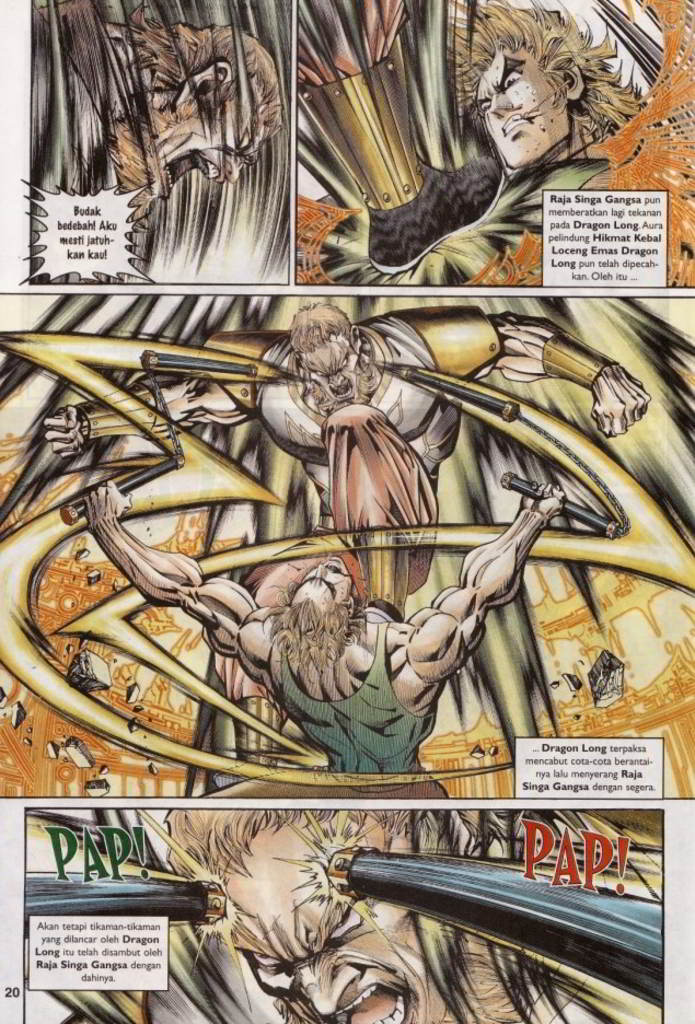 Budak
bedebah! Aku
mesti jatuh-
kan kau!
Raja Singa Gangsa pun
memberatkan lagi tekanan
pada Dragon Long. Aura
pelindung Hikmat Kebal
Loceng Emas Dragon
Long pun telah dipecah-
kan. Oleh itu ...
... Dragon Long terpaksa
mencabut cota-cota berantai-
nya lalu menyerang Raja
Singa Gangsa dengan segera.
PAP!
PAP!
Akan tetapi tikaman-tikaman
yang dilancar oleh Dragon
Long itu telah disambut oleh
Raja Singa Gangsa dengan
dahinya.
20